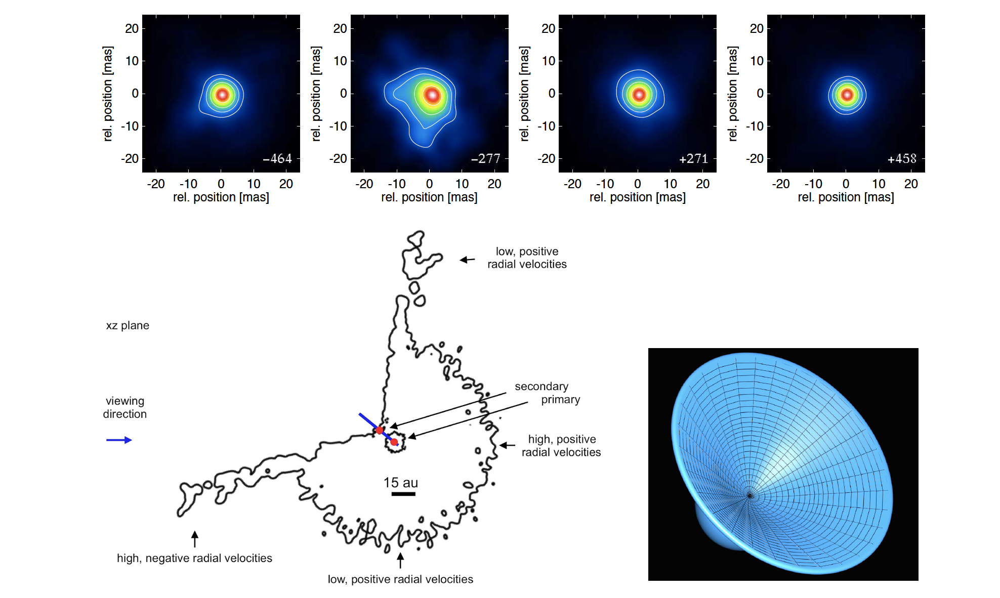 20
10
0
-10
-20
rel. position [mas]
-20 -10 0 10 20
rel. position [mas]
−464
20
10
0
-10
-20
rel. position [mas]
-20 -10 0 10 20
rel. position [mas]
−277
20
10
0
-10
-20
rel. position [mas]
-20 -10 0 10 20
rel. position [mas]
+271
20
10
0
-10
-20
rel. position [mas]
-20 -10 0 10 20
rel. position [mas]
+458
low, positive
radial velocities
xz plane
viewing
direction
secondary
primary
high, positive
radial velocities
15 au
high, negative radial velocities
low, positive radial velocities